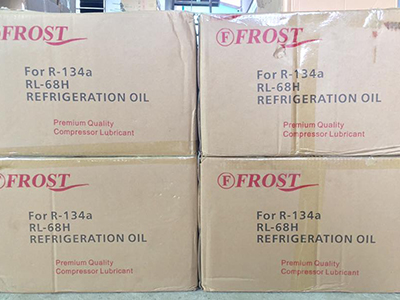 FROST
For R-134a
RL-68H
REFRIGERATION OIL
Premium Quality
Compressor Lubricant
F FROST
For R-134a
RL-68H
REFRIGERATION OIL
Premium Quality
Compressor Lubricant
FROST
For R-134a
RL-68H
REFRIGERATION OIL
Premium Quality
Compressor Lubricant
F FROST
For R-134a
RL-68H
REFRIGERATION OIL
Premium Quality
Compressor Lubricant